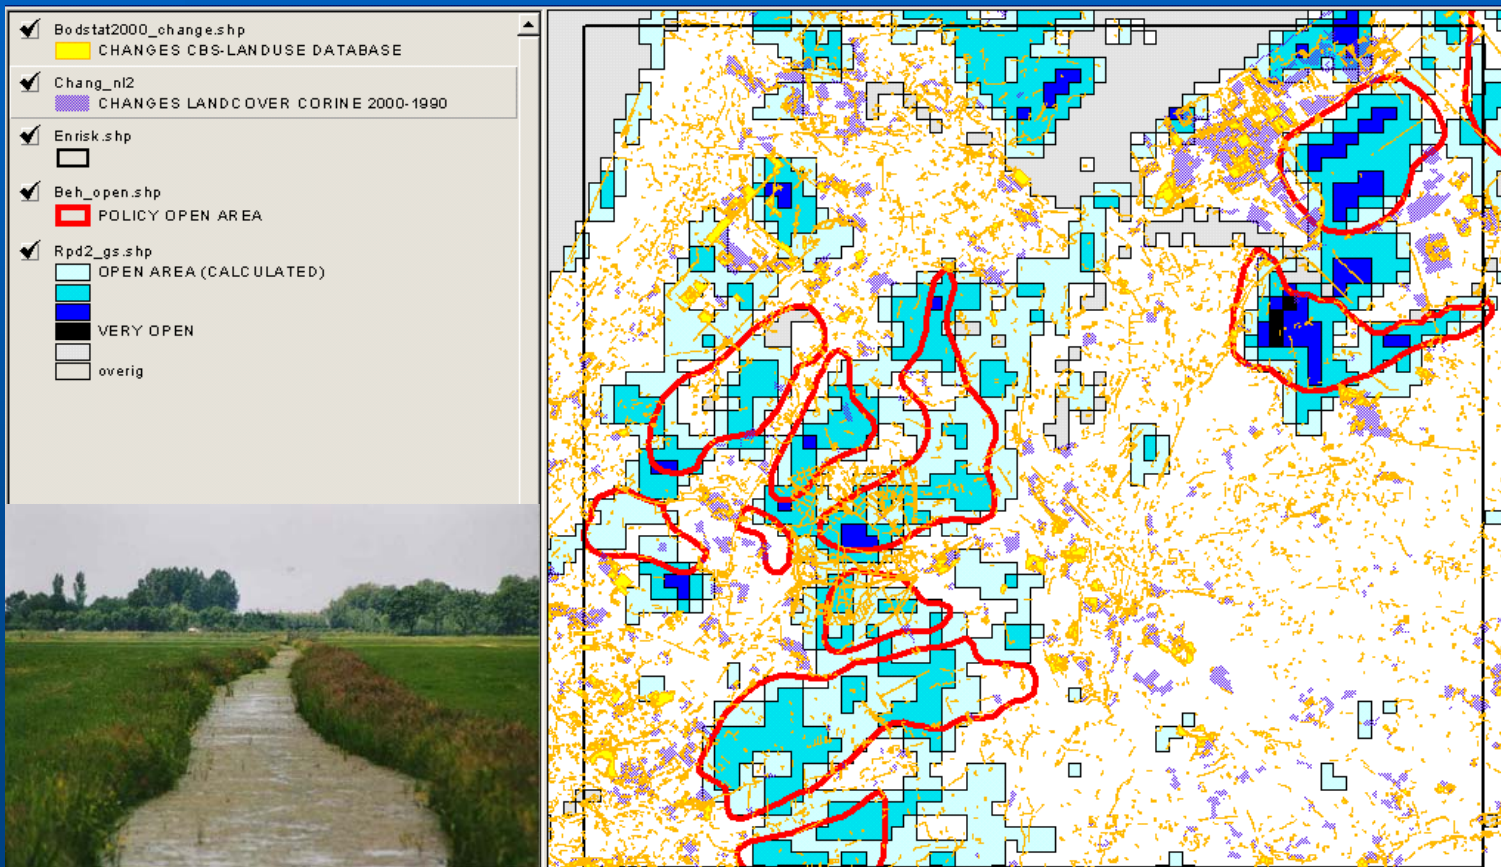 Bodstat2000_change.shp
CHANGES CBS-LANDUSE DATABASE
Chang_nl2
CHANGES LANDCOVER CORINE 2000-1990
Enrisk.shp
Beh_open.shp
POLICY OPEN AREA
Rpd2_gs.shp
OPEN AREA (CALCULATED)
VERY OPEN
overig